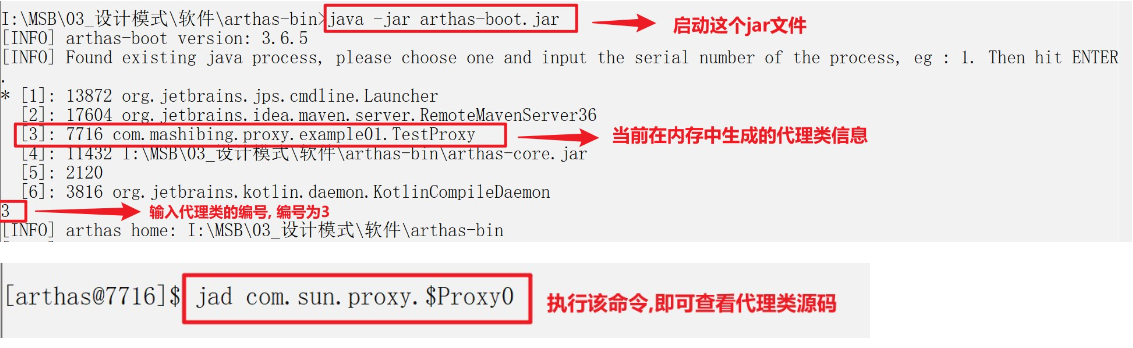 I:\MSB\03_设计模式\软件\arthas-bin>java -jar arthas-boot.jar 启动这个jar文件
[INFO] arthas-boot version: 3.6.5
[INFO] Found existing java process, please choose one and input the serial number of the process, eg : 1. Then hit ENTER
.
* [1]: 13872 org.jetbrains.jps.cmdline.Launcher
[2]: 17604 org.jetbrains.idea.maven.server.RemoteMavenServer36
[3]: 7716 com.mashibing.proxy.example01.TestProxy 当前在内存中生成的代理类信息
[4]: 11432 I:\MSB\03_设计模式\软件\arthas-bin\arthas-core.jar
[5]: 2120
[6]: 3816 org.jetbrains.kotlin.daemon.KotlinCompileDaemon
3 输入代理类的编号, 编号为3
[INFO] arthas home: I:\MSB\03_设计模式\软件\arthas-bin
[arthas@7716]$ jad com.sun.proxy.$Proxy0 执行该命令,即可查看代理类源码